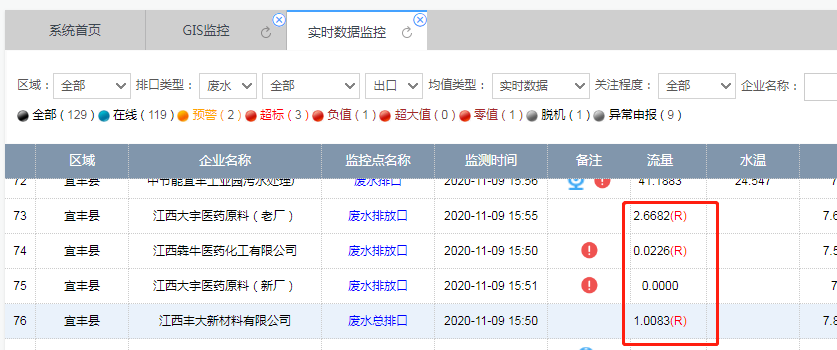 系统首页 GIS监控 实时数据监控
区域： 全部 排口类型： 废水 全部 出口 均值类型： 实时数据 关注程度： 全部 企业名称：
全部 ( 129 ) 在线 ( 119 ) 预警 ( 2 ) 超标 ( 3 ) 负值 ( 1 ) 超大值 ( 0 ) 零值 ( 1 ) 脱机 ( 1 ) 异常申报 ( 9 )
区域 企业名称 监控点名称 监测时间 备注 流量 水温
72 宜丰县 中节能宜丰工业园污水处理厂 废水排口 2020-11-09 15:56 41.1883 24.547
73 宜丰县 江西大宇医药原料（老厂） 废水排放口 2020-11-09 15:55 2.6682(R) 7.6
74 宜丰县 江西犇牛医药化工有限公司 废水排放口 2020-11-09 15:50 0.0226(R) 7.5
75 宜丰县 江西大宇医药原料（新厂） 废水排放口 2020-11-09 15:51 0.0000 7
76 宜丰县 江西丰大新材料有限公司 废水总排口 2020-11-09 15:50 1.0083(R) 7.8